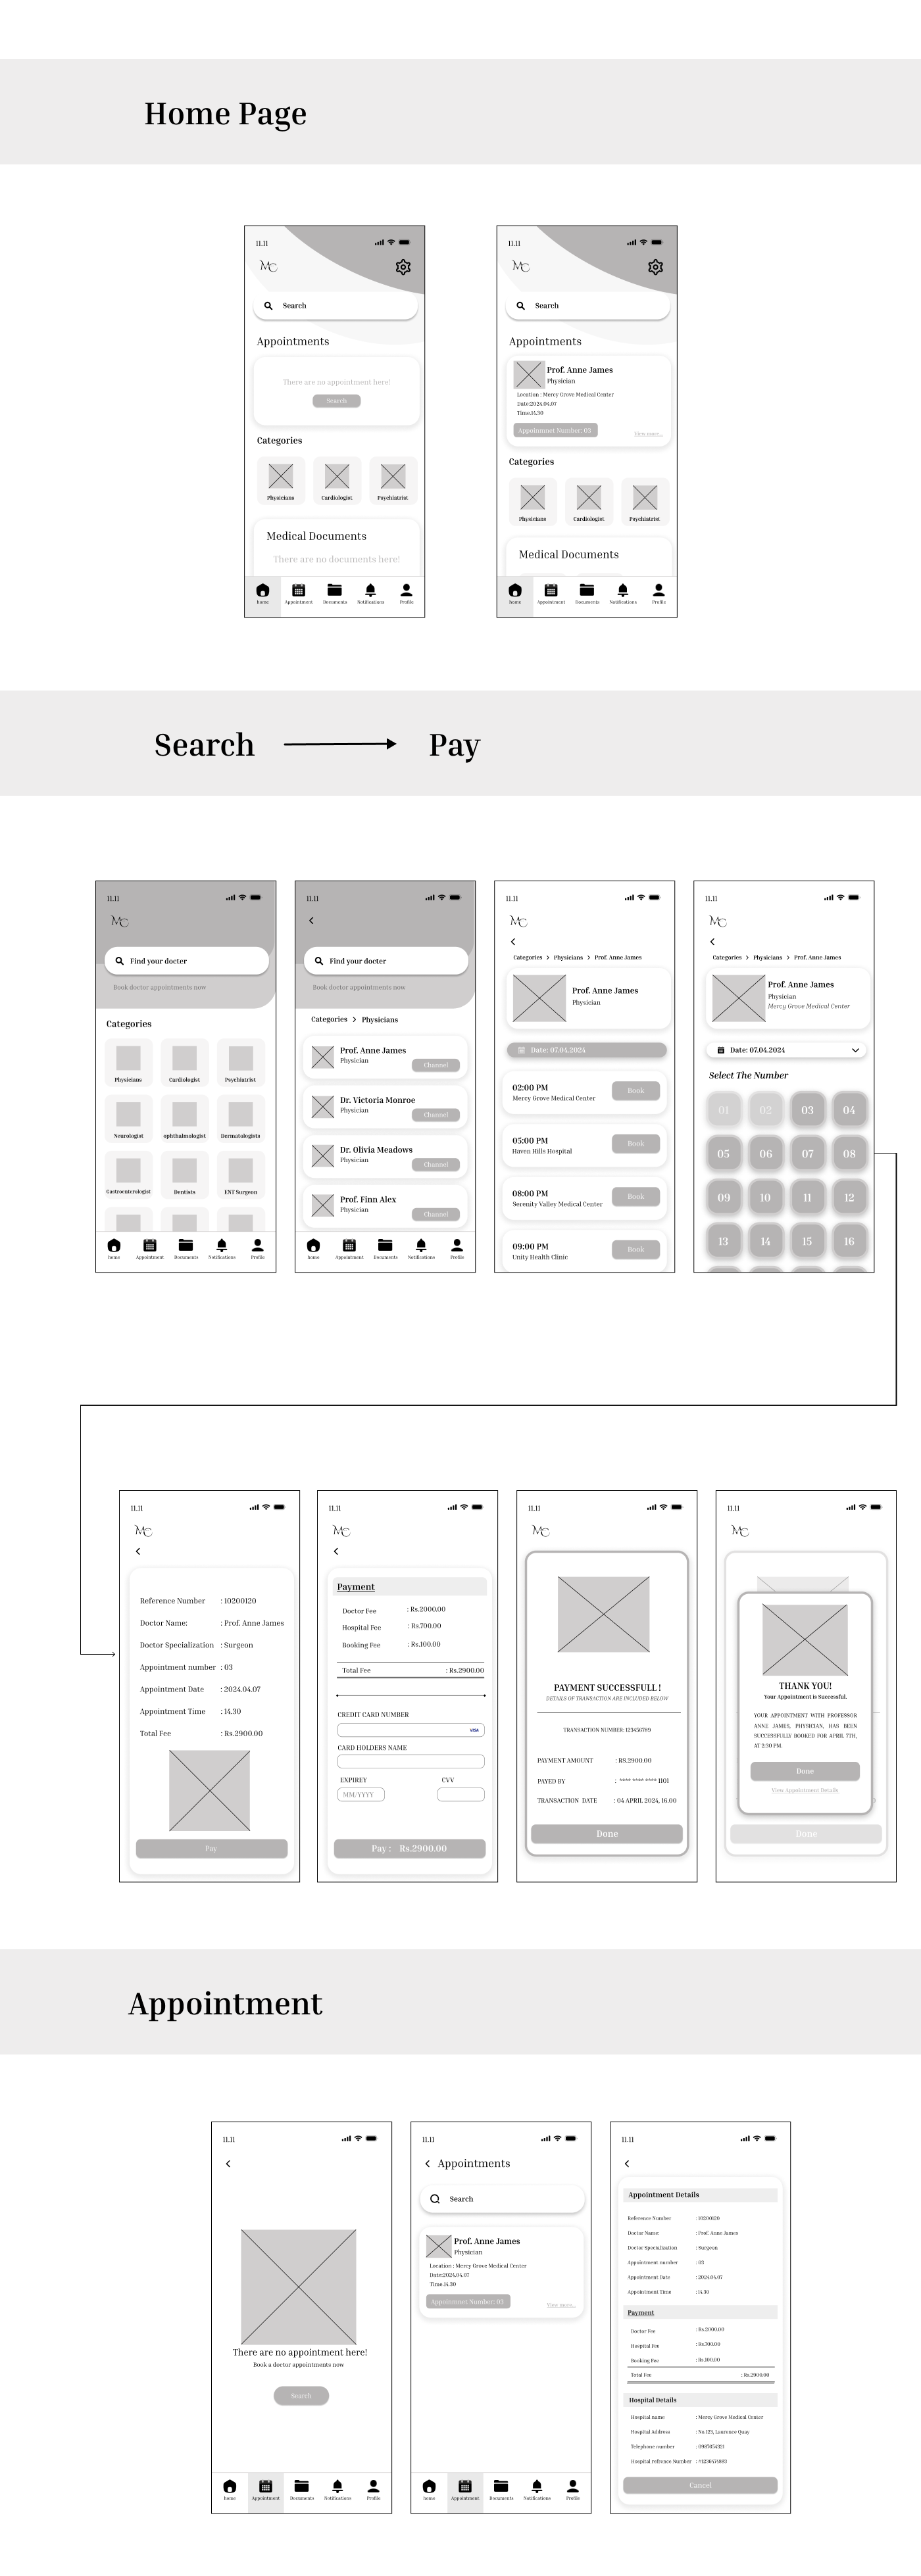 Home Page
11.11
MC
Search
Appointments
There are no appointment here!
Search
Categories
Physicians Cardiologist Psychiatrist
Medical Documents
There are no documents here!
home Appointment Documents Notifications Profile
11.11
MC
Search
Appointments
Prof. Anne James
Physician
Location : Mercy Grove Medical Center
Date:2024.04.07
Time.14.30
Appointmnet Number: 03
View more...
Categories
Physicians Cardiologist Psychiatrist
Medical Documents
home Appointment Documents Notifications Profile
Search Pay
11.11
MC
Find your docter
Book doctor appointments now
Categories
Physicians Cardiologist Psychiatrist
Neurologist ophthalmologist Dermatologists
Gastroenterologist Dentists ENT Surgeon
home Appointment Documents Notifications Profile
11.11
Find your docter
Book doctor appointments now
Categories > Physicians
Prof. Anne James
Physician
Channel
Dr. Victoria Monroe
Physician
Channel
Dr. Olivia Meadows
Physician
Channel
Prof. Finn Alex
Physician
Channel
home Appointment Documents Notifications Profile
11.11
MC
Categories > Physicians > Prof. Anne James
Prof. Anne James
Physician
Date: 07.04.2024
02:00 PM
Mercy Grove Medical Center
Book
05:00 PM
Haven Hills Hospital
Book
08:00 PM
Serenity Valley Medical Center
Book
09:00 PM
Unity Health Clinic
Book
11.11
MC
Categories > Physicians > Prof. Anne James
Prof. Anne James
Physician
Mercy Grove Medical Center
Date: 07.04.2024
Select The Number
01 02 03 04
05 06 07 08
09 10 11 12
13 14 15 16
11.11
MC
Reference Number : 10200120
Doctor Name: : Prof. Anne James
Doctor Specialization : Surgeon
Appointment number : 03
Appointment Date : 2024.04.07
Appointment Time : 14.30
Total Fee : Rs.2900.00
Pay
11.11
MC
Payment
Doctor Fee : Rs.2000.00
Hospital Fee : Rs.700.00
Booking Fee : Rs.100.00
Total Fee : Rs.2900.00
CREDIT CARD NUMBER
VISA
CARD HOLDERS NAME
EXPIREY CVV
MM/YYYY
Pay : Rs.2900.00
11.11
MC
PAYMENT SUCCESSFULL !
DETAILS OF TRANSACTION ARE INCLUDED BELOW
TRANSACTION NUMBER: 123456789
PAYMENT AMOUNT : RS.2900.00
PAYED BY : **** **** **** 1101
TRANSACTION DATE : 04 APRIL 2024, 16.00
Done
11.11
MC
THANK YOU!
Your Appointment is Successful.
YOUR APPOINTMENT WITH PROFESSOR
ANNE JAMES, PHYSICIAN, HAS BEEN
SUCCESSFULLY BOOKED FOR APRIL 7TH,
AT 2:30 PM.
Done
View Appointment Details
Done
Appointment
11.11
There are no appointment here!
Book a doctor appointments now
Search
home Appointment Documents Notifications Profile
11.11
Appointments
Search
Prof. Anne James
Physician
Location : Mercy Grove Medical Center
Date:2024.04.07
Time.14.30
Appointmnet Number: 03
View more...
home Appointment Documents Notifications Profile
11.11
Appointment Details
Reference Number : 10200120
Doctor Name: : Prof. Anne James
Doctor Specialization : Surgeon
Appointment number : 03
Appointment Date : 2024.04.07
Appointment Time : 14.30
Payment
Doctor Fee : Rs.2000.00
Hospital Fee : Rs.700.00
Booking Fee : Rs.100.00
Total Fee : Rs.2900.00
Hospital Details
Hospital name : Mercy Grove Medical Center
Hospital Address : No.123, Laurence Quay
Telephone number : 0987654321
Hospital refrence Number
Cancel